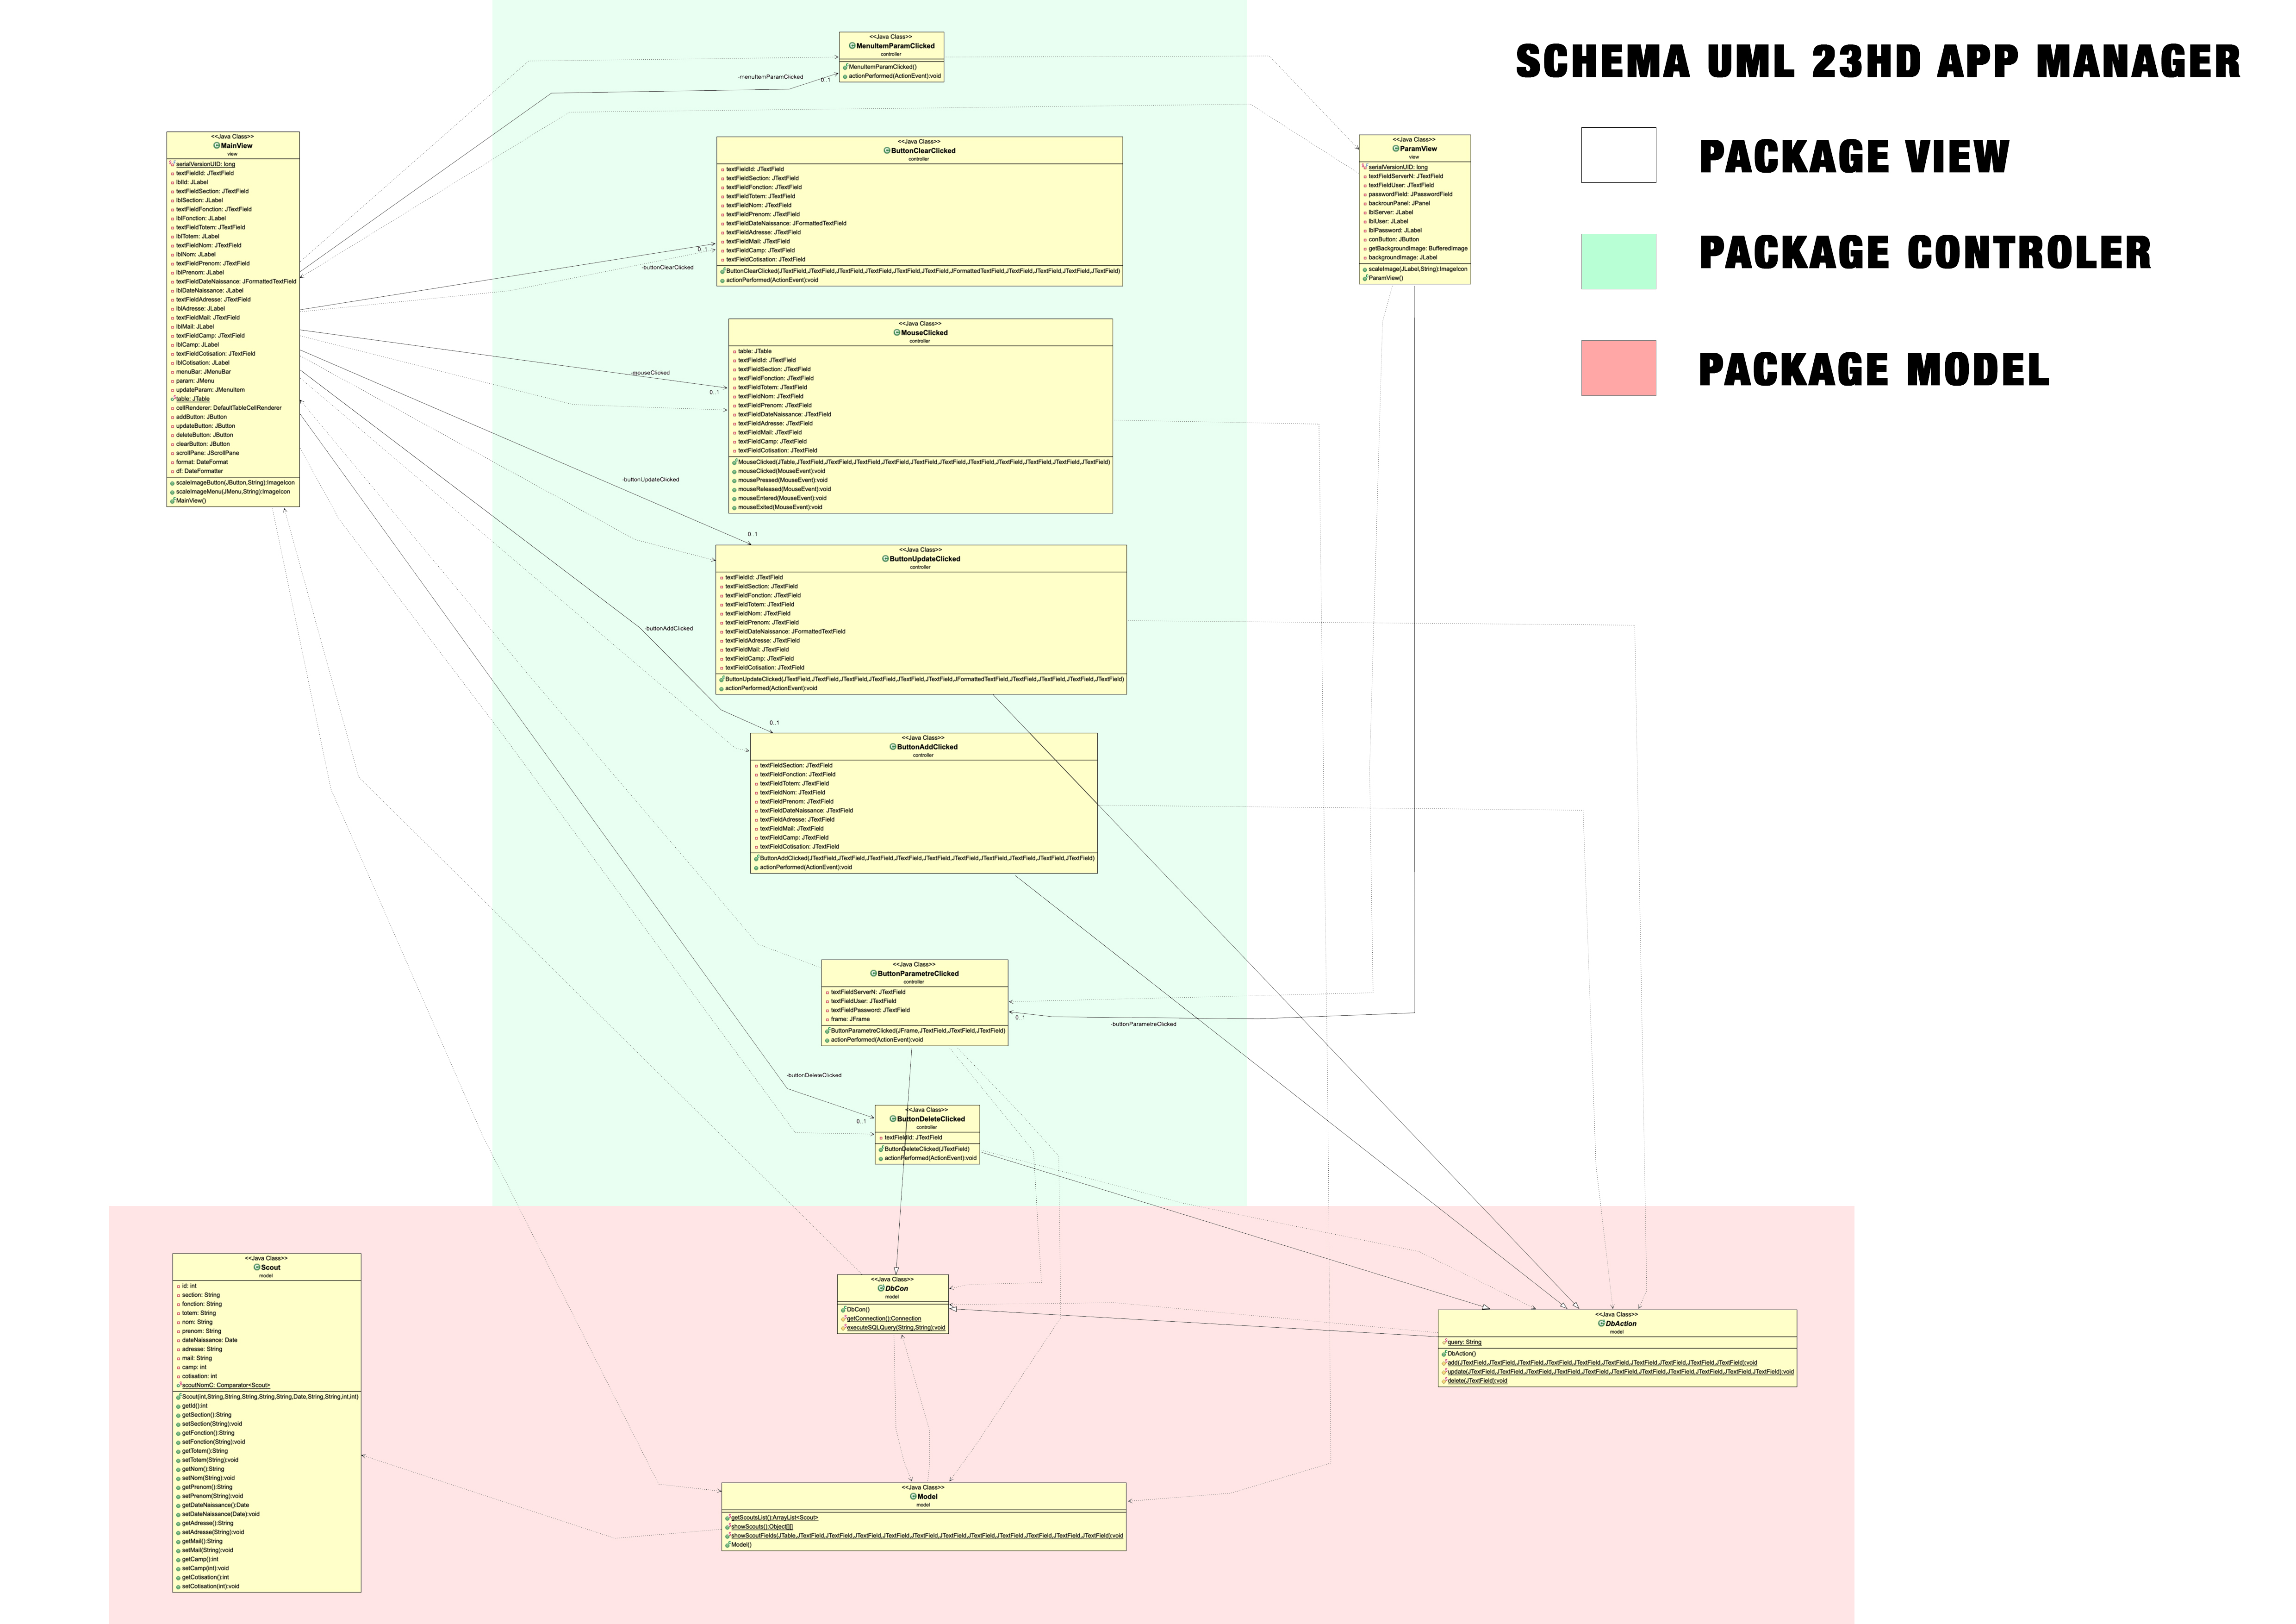 SCHEMA UML 23HD APP MANAGER
PACKAGE VIEW
PACKAGE CONTROLER
PACKAGE MODEL
<<Java Class>>
MenuItemParamClicked
controller
MenuItemParamClicked()
actionPerformed(ActionEvent):void
-menuItemParamClicked
0..1
<<Java Class>>
MainView
view
serialVersionUID: long
textFieldId: JTextField
lblId: JLabel
textFieldSection: JTextField
lblSection: JLabel
textFieldFonction: JTextField
lblFonction: JLabel
textFieldTotem: JTextField
lblTotem: JLabel
textFieldNom: JTextField
lblNom: JLabel
textFieldPrenom: JTextField
lblPrenom: JLabel
textFieldDateNaissance: JFormattedTextField
lblDateNaissance: JLabel
textFieldAdresse: JTextField
lblAdresse: JLabel
textFieldMail: JTextField
lblMail: JLabel
textFieldCamp: JTextField
lblCamp: JLabel
textFieldCotisation: JTextField
lblCotisation: JLabel
menuBar: JMenuBar
param: JMenu
updateParam: JMenuItem
table: JTable
cellRenderer: DefaultTableCellRenderer
addButton: JButton
updateButton: JButton
deleteButton: JButton
clearButton: JButton
scrollPane: JScrollPane
format: DateFormat
df: DateFormatter
scaleImageButton(JButton,String):ImageIcon
scaleImageMenu(JMenu,String):ImageIcon
MainView()
<<Java Class>>
ButtonClearClicked
controller
textFieldId: JTextField
textFieldSection: JTextField
textFieldFonction: JTextField
textFieldTotem: JTextField
textFieldNom: JTextField
textFieldPrenom: JTextField
textFieldDateNaissance: JFormattedTextField
textFieldAdresse: JTextField
textFieldMail: JTextField
textFieldCamp: JTextField
textFieldCotisation: JTextField
ButtonClearClicked(JTextField,JTextField,JTextField,JTextField,JTextField,JTextField,JFormattedTextField,JTextField,JTextField,JTextField,JTextField)
actionPerformed(ActionEvent):void
0..1
-buttonClearClicked
<<Java Class>>
ParamView
view
serialVersionUID: long
textFieldServerN: JTextField
textFieldUser: JTextField
passwordField: JPasswordField
backrounPanel: JPanel
lblServer: JLabel
lblUser: JLabel
lblPassword: JLabel
conButton: JButton
getBackgroundImage: BufferedImage
backgroundImage: JLabel
scaleImage(JLabel,String):ImageIcon
ParamView()
<<Java Class>>
MouseClicked
controller
table: JTable
textFieldId: JTextField
textFieldSection: JTextField
textFieldFonction: JTextField
textFieldTotem: JTextField
textFieldNom: JTextField
textFieldPrenom: JTextField
textFieldDateNaissance: JTextField
textFieldAdresse: JTextField
textFieldMail: JTextField
textFieldCamp: JTextField
textFieldCotisation: JTextField
MouseClicked(JTable,JTextField,JTextField,JTextField,JTextField,JTextField,JTextField,JTextField,JTextField,JTextField,JTextField,JTextField)
mouseClicked(MouseEvent):void
mousePressed(MouseEvent):void
mouseReleased(MouseEvent):void
mouseEntered(MouseEvent):void
mouseExited(MouseEvent):void
-mouseClicked
0..1
-buttonUpdateClicked
0..1
<<Java Class>>
ButtonUpdateClicked
controller
textFieldId: JTextField
textFieldSection: JTextField
textFieldFonction: JTextField
textFieldTotem: JTextField
textFieldNom: JTextField
textFieldPrenom: JTextField
textFieldDateNaissance: JFormattedTextField
textFieldAdresse: JTextField
textFieldMail: JTextField
textFieldCamp: JTextField
textFieldCotisation: JTextField
ButtonUpdateClicked(JTextField,JTextField,JTextField,JTextField,JTextField,JTextField,JFormattedTextField,JTextField,JTextField,JTextField,JTextField)
actionPerformed(ActionEvent):void
-buttonAddClicked
0..1
<<Java Class>>
ButtonAddClicked
controller
textFieldSection: JTextField
textFieldFonction: JTextField
textFieldTotem: JTextField
textFieldNom: JTextField
textFieldPrenom: JTextField
textFieldDateNaissance: JTextField
textFieldAdresse: JTextField
textFieldMail: JTextField
textFieldCamp: JTextField
textFieldCotisation: JTextField
ButtonAddClicked(JTextField,JTextField,JTextField,JTextField,JTextField,JTextField,JTextField,JTextField,JTextField,JTextField)
actionPerformed(ActionEvent):void
<<Java Class>>
ButtonParametreClicked
controller
textFieldServerN: JTextField
textFieldUser: JTextField
textFieldPassword: JTextField
frame: JFrame
ButtonParametreClicked(JFrame,JTextField,JTextField,JTextField)
actionPerformed(ActionEvent):void
0..1
-buttonParametreClicked
-buttonDeleteClicked
0..1
<<Java Class>>
ButtonDeleteClicked
controller
textFieldId: JTextField
ButtonDeleteClicked(JTextField)
actionPerformed(ActionEvent):void
<<Java Class>>
Scout
model
id: int
section: String
fonction: String
totem: String
nom: String
prenom: String
dateNaissance: Date
adresse: String
mail: String
camp: int
cotisation: int
scoutNomC: Comparator<Scout>
Scout(int,String,String,String,String,String,Date,String,String,int,int)
getId():int
getSection():String
setSection(String):void
getFonction():String
setFonction(String):void
getTotem():String
setTotem(String):void
getNom():String
setNom(String):void
getPrenom():String
setPrenom(String):void
getDateNaissance():Date
setDateNaissance(Date):void
getAdresse():String
setAdresse(String):void
getMail():String
setMail(String):void
getCamp():int
setCamp(int):void
getCotisation():int
setCotisation(int):void
<<Java Class>>
DbCon
model
DbCon()
getConnection():Connection
executeSQLQuery(String,String):void
<<Java Class>>
DbAction
model
query: String
DbAction()
add(JTextField,JTextField,JTextField,JTextField,JTextField,JTextField,JTextField,JTextField,JTextField,JTextField):void
update(JTextField,JTextField,JTextField,JTextField,JTextField,JTextField,JTextField,JTextField,JTextField,JTextField,JTextField):void
delete(JTextField):void
<<Java Class>>
Model
model
getScoutsList():ArrayList<Scout>
showScouts():Object[][]
showScoutFields(JTable,JTextField,JTextField,JTextField,JTextField,JTextField,JTextField,JTextField,JTextField,JTextField,JTextField,JTextField):void
Model()